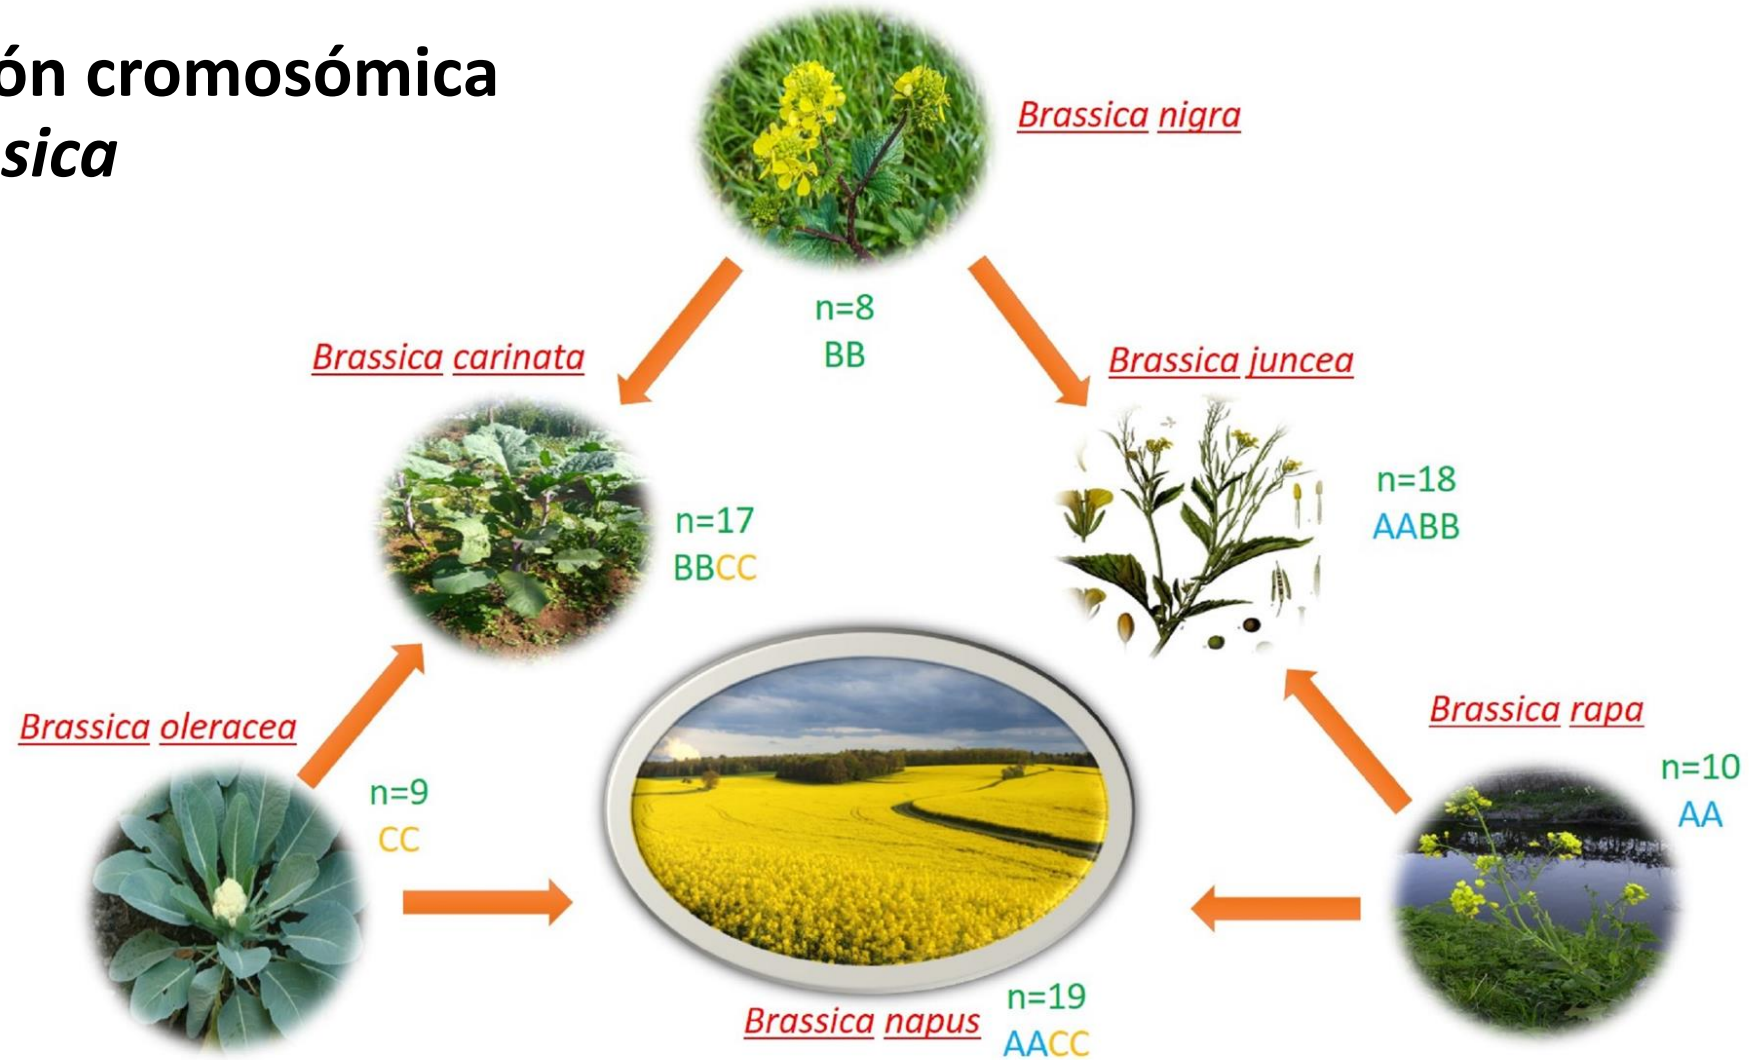 ón cromosómica
sica
Brassica nigra
n=8
BB
Brassica carinata
n=17
BBCC
Brassica juncea
n=18
AABB
Brassica oleracea
n=9
CC
Brassica rapa
n=10
AA
Brassica napus
n=19
AACC